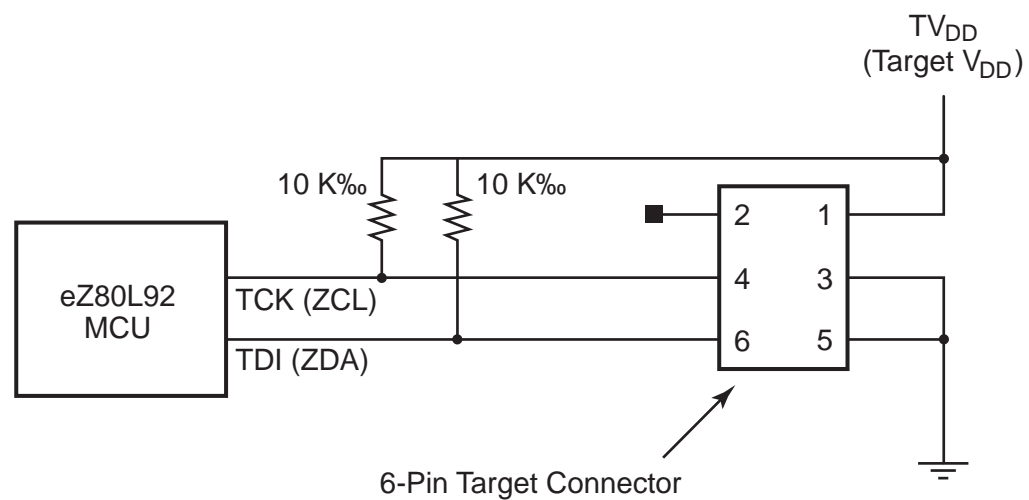 TVDD
(Target VDD)
10 K‰
10 K‰
2
1
eZ80L92
MCU
TCK (ZCL)
4
3
TDI (ZDA)
6
5
6-Pin Target Connector